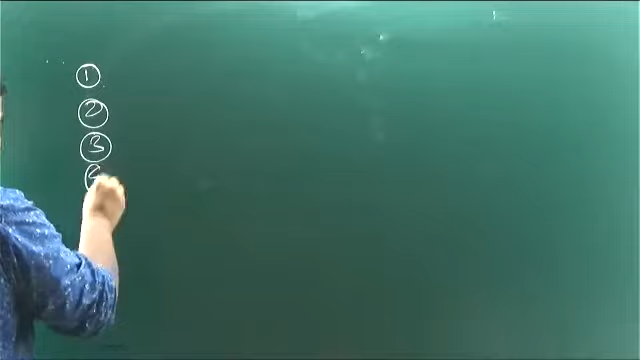 ①
②
③